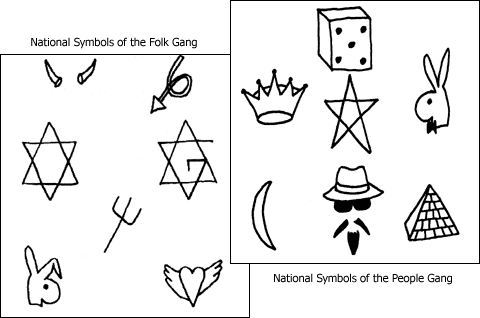 National Symbols of the Folk Gang
G
National Symbols of the People Gang